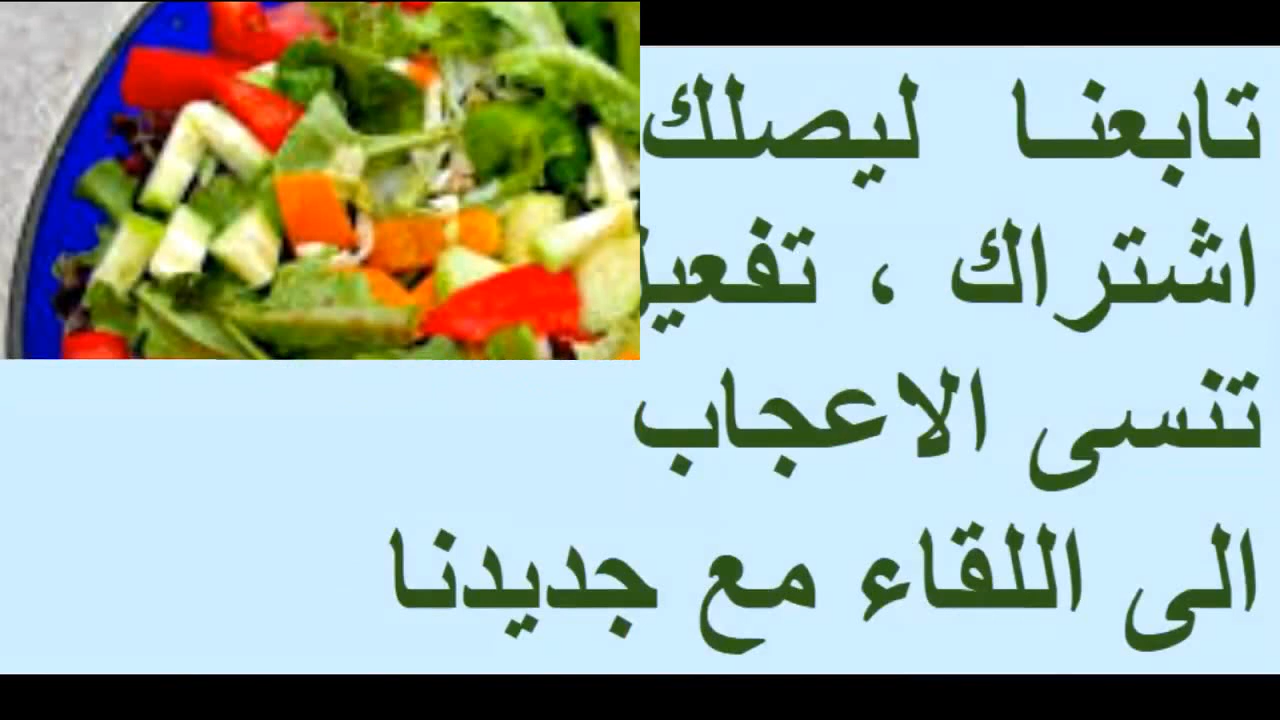 تابعنا ليصلك
اشتراك ، 
تنسى الاعجاب
الى اللقاء مع جديدنا